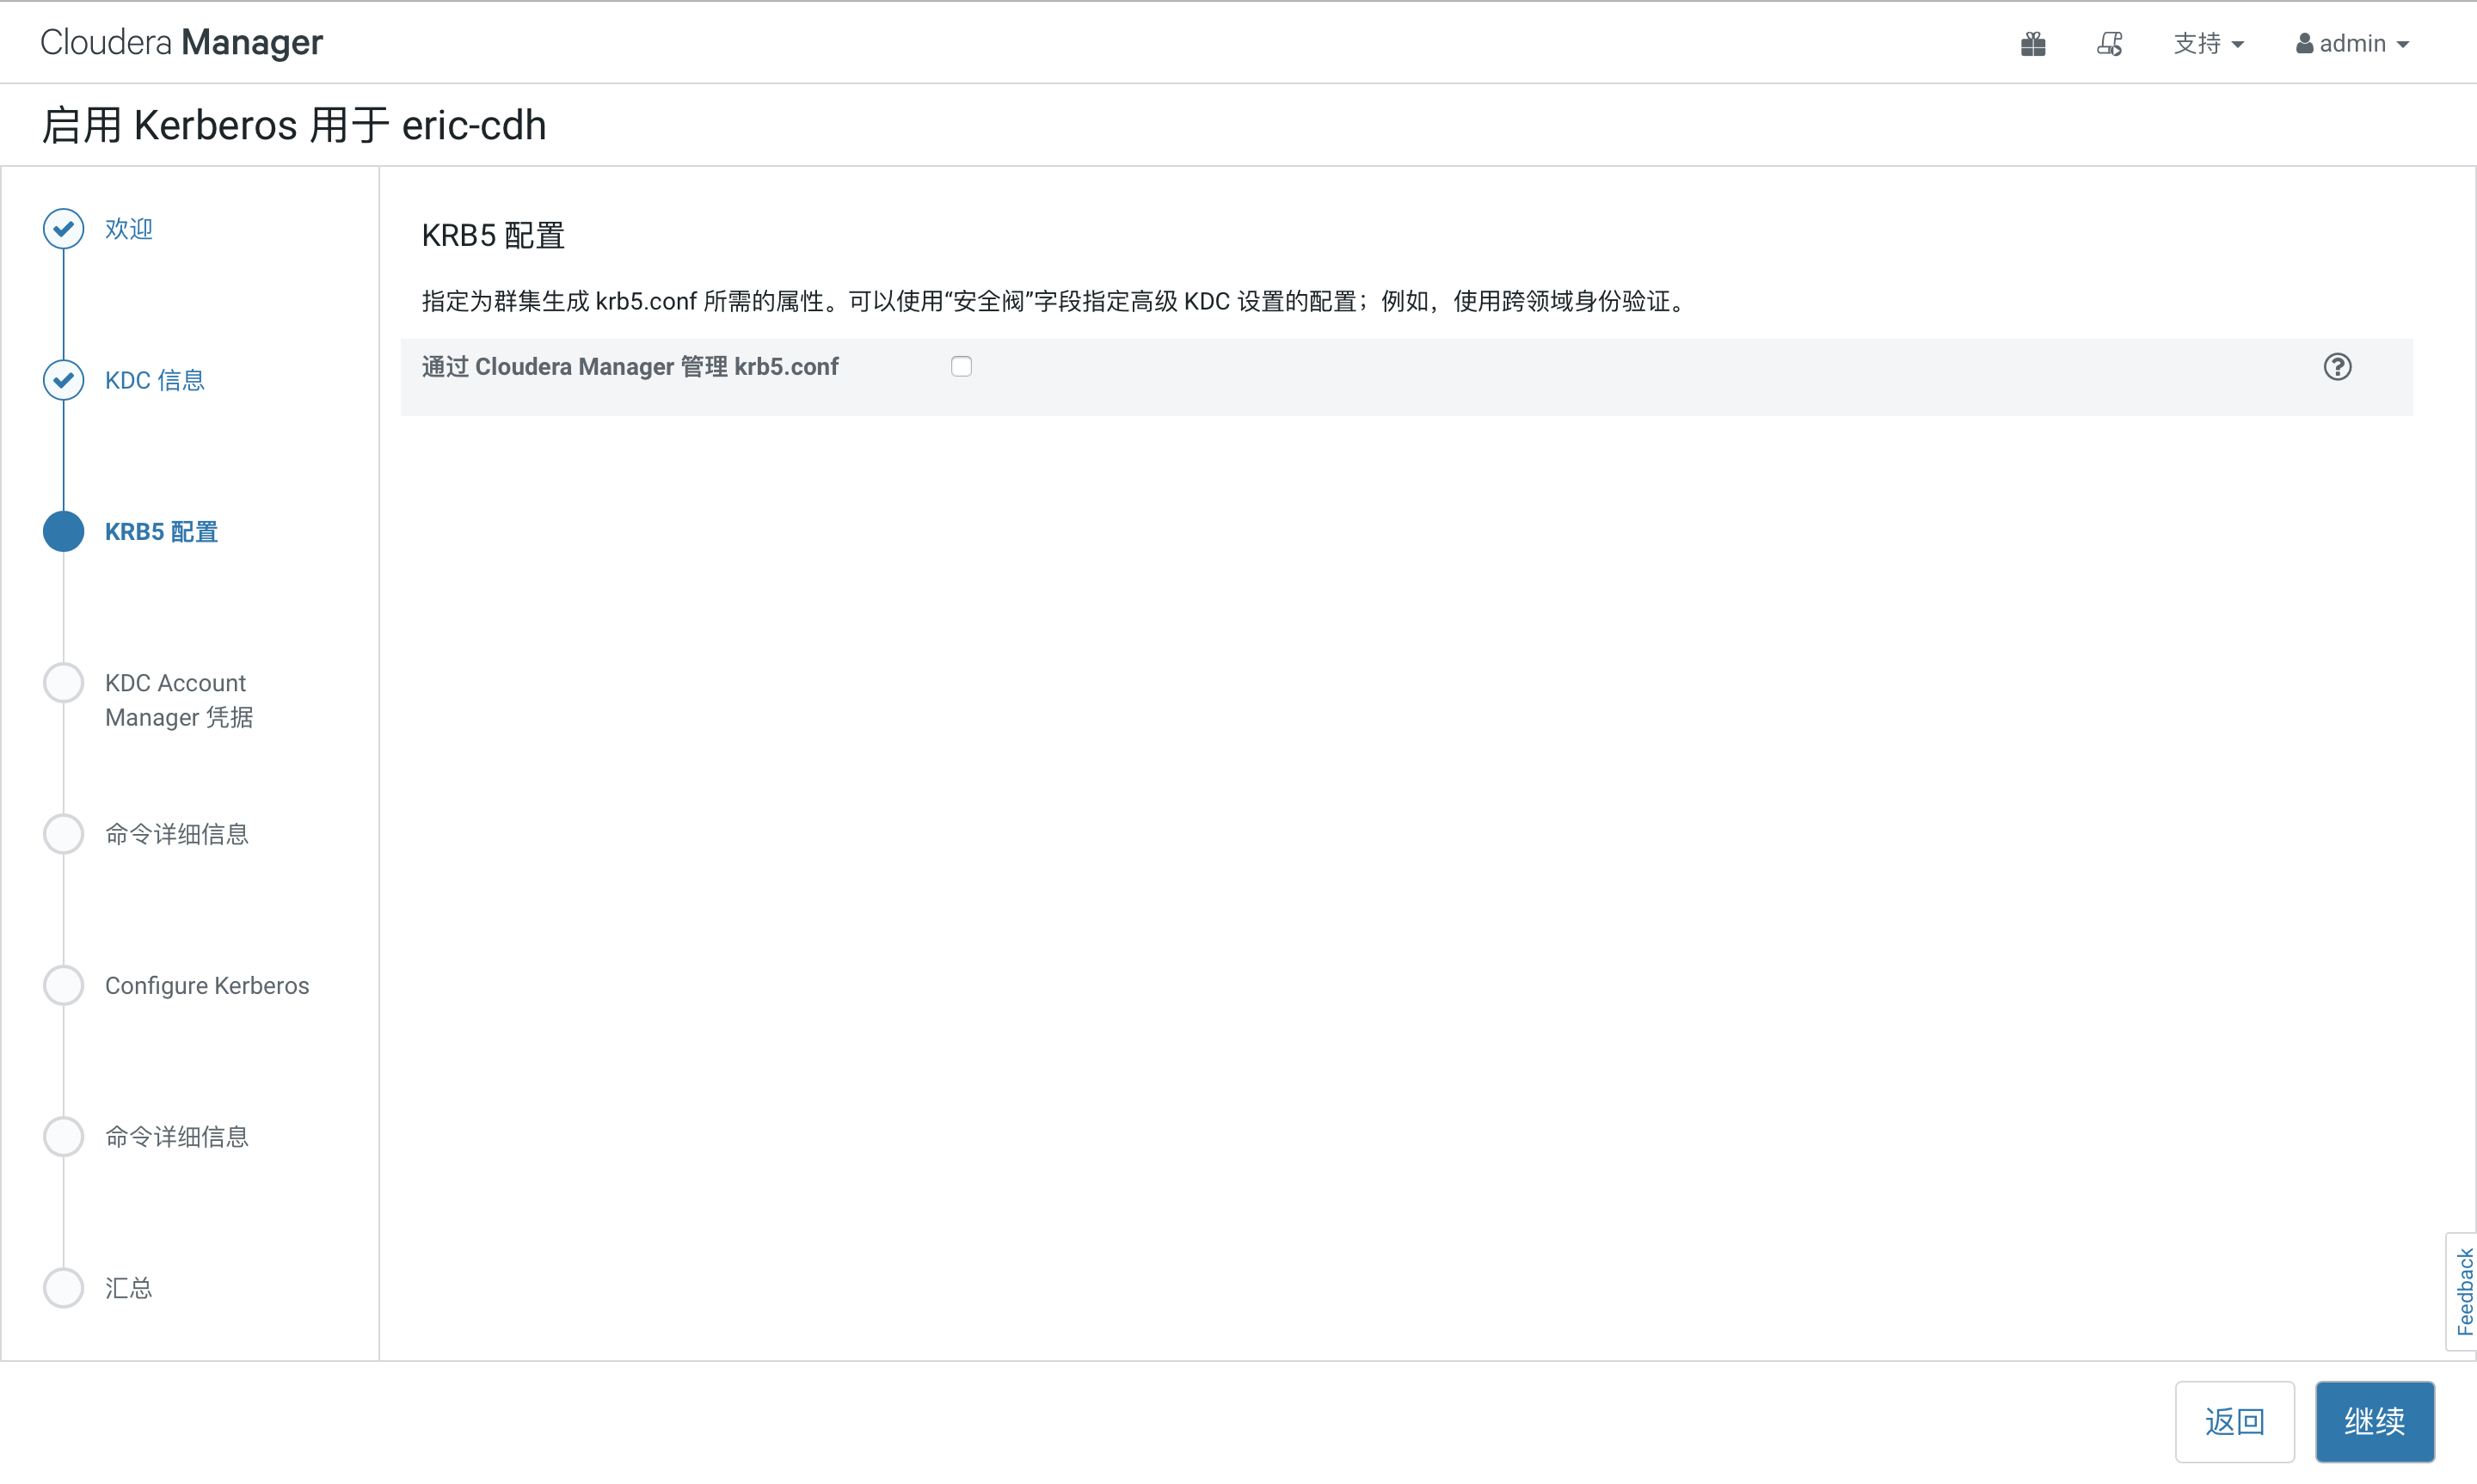 Cloudera Manager
支持
admin
启用 Kerberos 用于 eric-cdh
欢迎
KDC 信息
KRB5 配置
KDC Account
Manager 凭据
命令详细信息
Configure Kerberos
命令详细信息
汇总
KRB5 配置
指定为群集生成 krb5.conf 所需的属性。可以使用“安全阀”字段指定高级 KDC 设置的配置；例如，使用跨领域身份验证。
通过 Cloudera Manager 管理 krb5.conf
Feedback
返回
继续